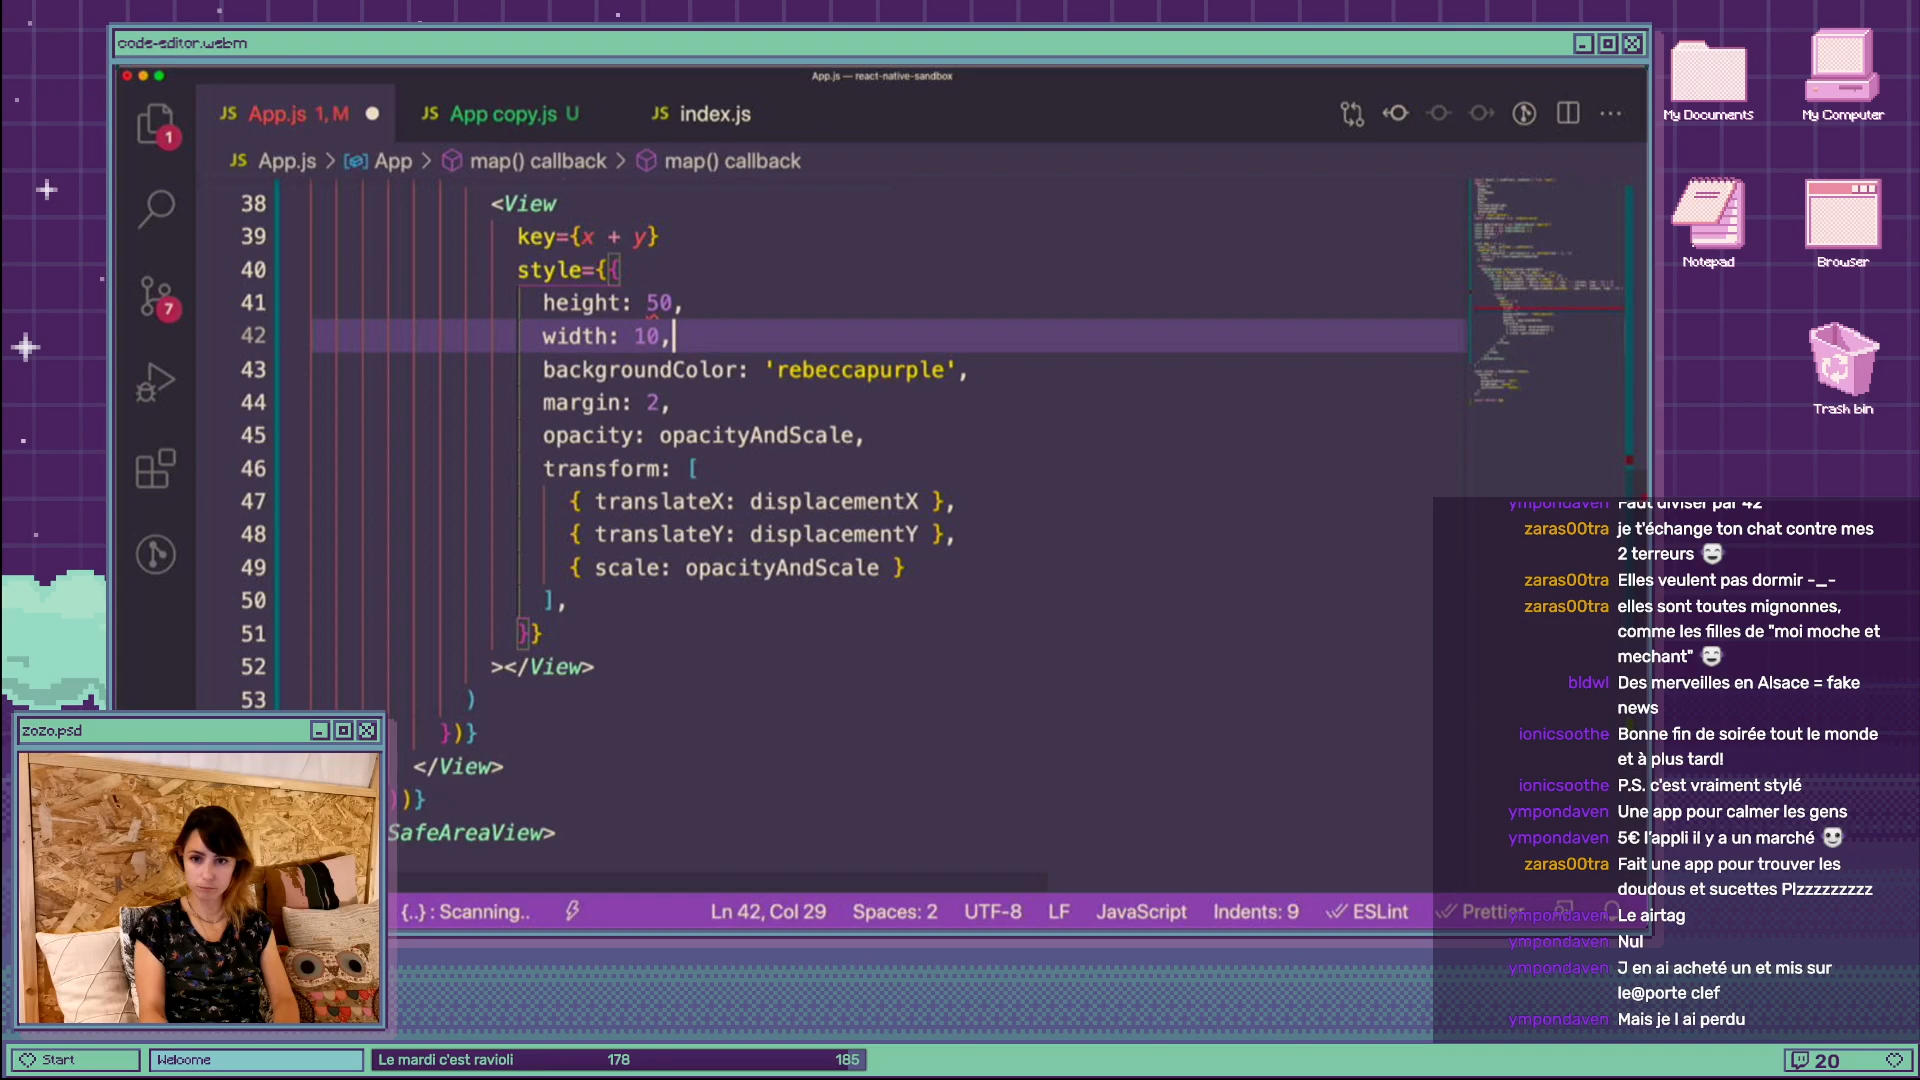 code-editor.webm
App.js — react-native-sandbox
JS App.js 1, M
JS App copy.js U
JS index.js
JS App.js > App > map() callback > map() callback
1
7
38 <View
39 key={x + y}
40 style={{
41 height: 50,
42 width: 10,
43 backgroundColor: 'rebeccapurple',
44 margin: 2,
45 opacity: opacityAndScale,
46 transform: [
47 { translateX: displacementX },
48 { translateY: displacementY },
49 { scale: opacityAndScale }
50 ],
51 }}
52 ></View>
53 )
})}
</View>
))}
SafeAreaView>
{..} : Scanning..
Ln 42, Col 29
Spaces: 2
UTF-8
LF
JavaScript
Indents: 9
ESLint
Prettier
My Documents
My Computer
Notepad
Browser
Trash bin
ympondaven Faut diviser par 42
zaras00tra je t'échange ton chat contre mes
2 terreurs
zaras00tra Elles veulent pas dormir -_-
zaras00tra elles sont toutes mignonnes,
comme les filles de "moi moche et
mechant"
bldwl Des merveilles en Alsace = fake
news
ionicsoothe Bonne fin de soirée tout le monde
et à plus tard!
ionicsoothe P.S. c'est vraiment stylé
ympondaven Une app pour calmer les gens
ympondaven 5€ l'appli il y a un marché
zaras00tra Fait une app pour trouver les
doudous et sucettes Plzzzzzzzzz
ympondaven Le airtag
ympondaven Nul
ympondaven J en ai acheté un et mis sur
le@porte clef
ympondaven Mais je l ai perdu
zozo.psd
Start
Welcome
Le mardi c'est ravioli 178 185
20